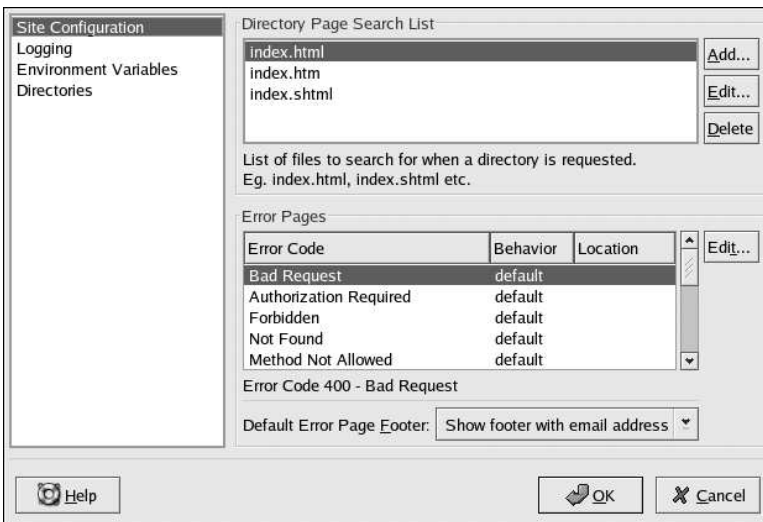 Site Configuration
Logging
Environment Variables
Directories
Directory Page Search List
index.html
index.htm
index.shtml
Add...
Edit...
Delete
List of files to search for when a directory is requested.
Eg. index.html, index.shtml etc.
Error Pages
Error Code Behavior Location
Bad Request default
Authorization Required default
Forbidden default
Not Found default
Method Not Allowed default
Edit...
Error Code 400 - Bad Request
Default Error Page Footer: Show footer with email address
Help OK Cancel